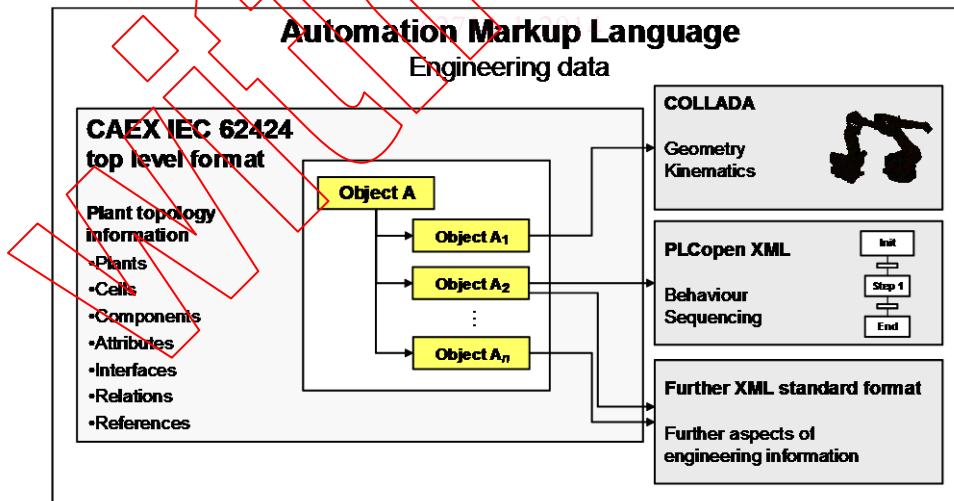 Automation Markup Language
Engineering data
CAEX IEC 62424
top level format
Plant topology
information
•Plants
•Cells
•Components
•Attributes
•Interfaces
•Relations
•References
Object A
Object A1
Object A2
⋮
Object An
COLLADA
Geometry
Kinematics
PLCopen XML
Behaviour
Sequencing
Init
Step 1
End
Further XML standard format
Further aspects of
engineering information